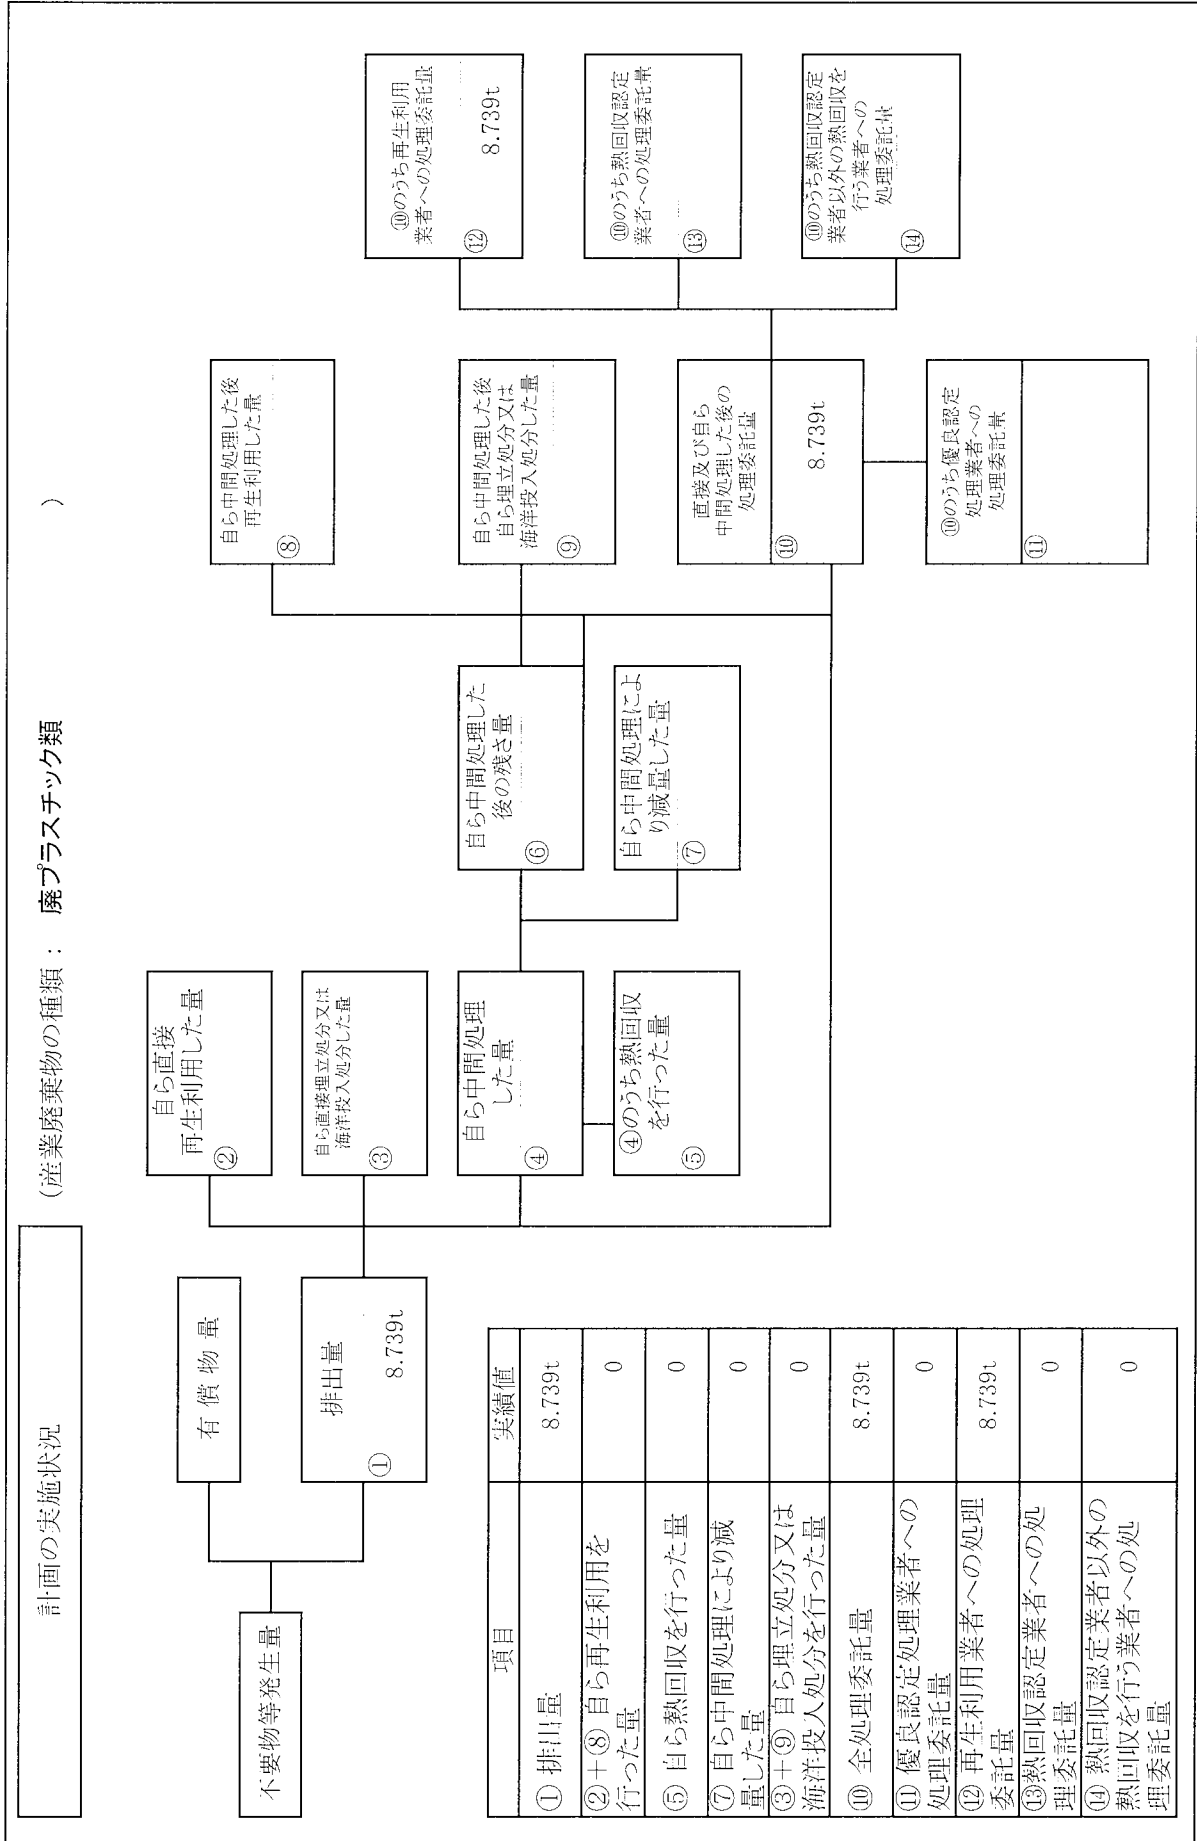 計画の実施状況
(産業廃棄物の種類： 廃プラスチック類 )
不要物等発生量
有 償 物 量
排出量
①
8.739t
自ら直接
再生利用した量
②
自ら直接埋立処分又は
海洋投入処分した量
③
自ら中間処理
した量
④
④のうち熱回収
を行った量
⑤
自ら中間処理した
後の残さ量
⑥
自ら中間処理によ
り減量した量
⑦
自ら中間処理した後
再生利用した量
⑧
自ら中間処理した後
自ら埋立処分又は
海洋投入処分した量
⑨
直接及び自ら
中間処理した後の
処理委託量
⑩
8.739t
⑩のうち優良認定
処理業者への
処理委託量
⑪
⑩のうち再生利用
業者への処理委託量
⑫
8.739t
⑩のうち熱回収認定
業者への処理委託量
⑬
⑩のうち熱回収認定
業者以外の熱回収を
行う業者への
処理委託量
⑭
項目 実績値
① 排出量 8.739t
②＋⑧ 自ら再生利用を
行った量 0
⑤ 自ら熱回収を行った量 0
⑦ 自ら中間処理により減
量した量 0
③＋⑨ 自ら埋立処分又は
海洋投入処分を行った量 0
⑩ 全処理委託量 8.739t
⑪ 優良認定処理業者への
処理委託量 0
⑫ 再生利用業者への処理
委託量 8.739t
⑬熱回収認定業者への処
理委託量 0
⑭ 熱回収認定業者以外の
熱回収を行う業者への処
理委託量 0